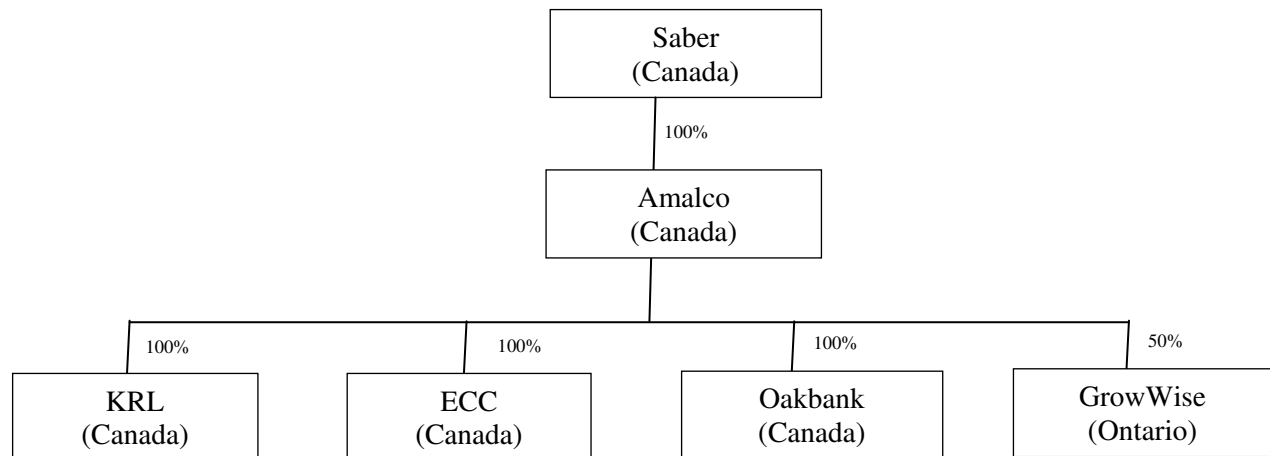 Saber
(Canada)
100%
Amalco
(Canada)
100%
100%
100%
50%
KRL
(Canada)
ECC
(Canada)
Oakbank
(Canada)
GrowWise
(Ontario)